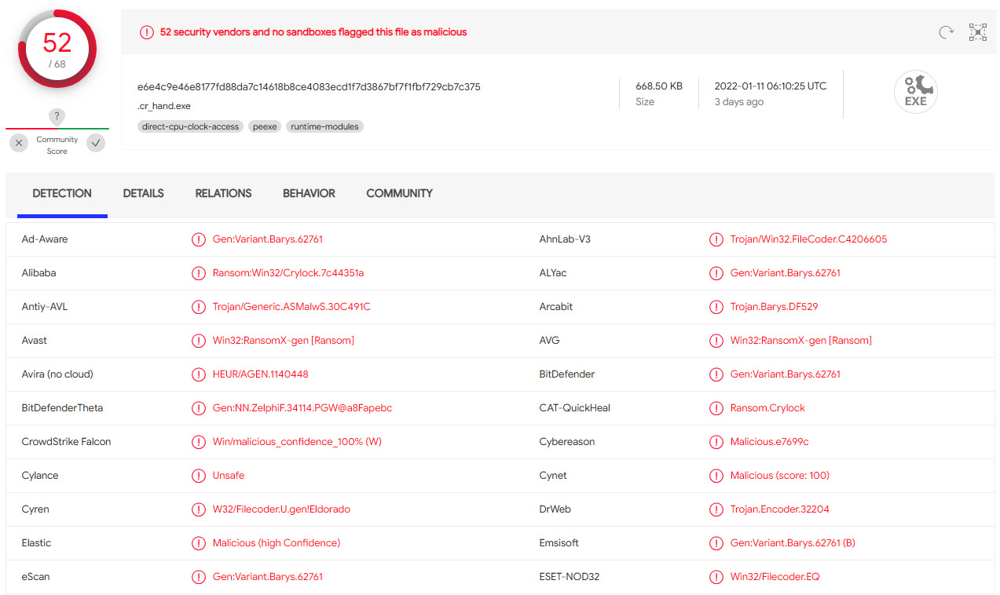 52
/ 68
?
Community
Score
52 security vendors and no sandboxes flagged this file as malicious
e6e4c9e46e8177fd88da7c14618b8ce4083ecd1f7d3867bf7f1fbf729cb7c375
.cr_hand.exe
direct-cpu-clock-access peexe runtime-modules
668.50 KB
Size
2022-01-11 06:10:25 UTC
3 days ago
EXE
DETECTION DETAILS RELATIONS BEHAVIOR COMMUNITY
Ad-Aware Gen:Variant.Barys.62761 AhnLab-V3 Trojan/Win32.FileCoder.C4206605
Alibaba Ransom:Win32/Crylock.7c44351a ALYac Gen:Variant.Barys.62761
Antiy-AVL Trojan/Generic.ASMalwS.30C491C Arcabit Trojan.Barys.DF529
Avast Win32:RansomX-gen [Ransom] AVG Win32:RansomX-gen [Ransom]
Avira (no cloud) HEUR/AGEN.1140448 BitDefender Gen:Variant.Barys.62761
BitDefenderTheta Gen:NN.ZelphiF.34114.PGW@a8Fapebc CAT-QuickHeal Ransom.Crylock
CrowdStrike Falcon Win/malicious_confidence_100% (W) Cybereason Malicious.e7699c
Cylance Unsafe Cynet Malicious (score: 100)
Cyren W32/Filecoder.U.gen!Eldorado DrWeb Trojan.Encoder.32204
Elastic Malicious (high Confidence) Emsisoft Gen:Variant.Barys.62761 (B)
eScan Gen:Variant.Barys.62761 ESET-NOD32 Win32/Filecoder.EQ